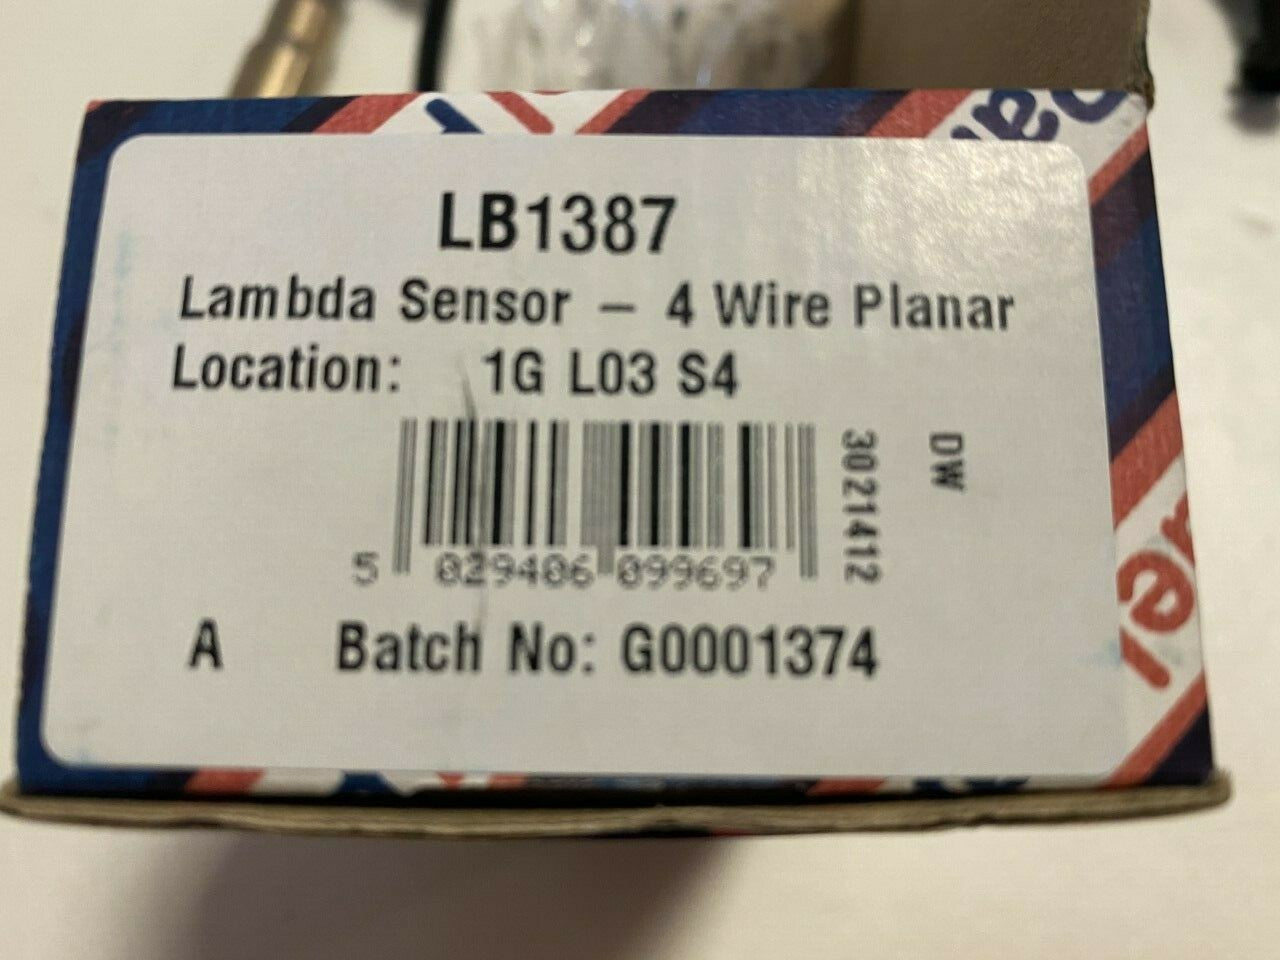 LB1387
Lambda Sensor – 4 Wire Planar
Location: 1G L03 S4
5 029406 099697
3021412
DW
A Batch No: G0001374